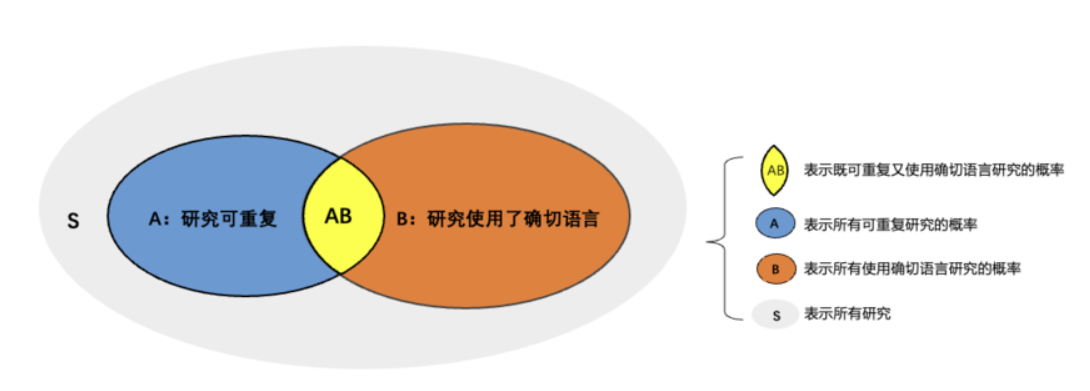 S
A：研究可重复
AB
B：研究使用了确切语言
AB 表示既可重复又使用确切语言研究的概率
A 表示所有可重复研究的概率
B 表示所有使用确切语言研究的概率
S 表示所有研究